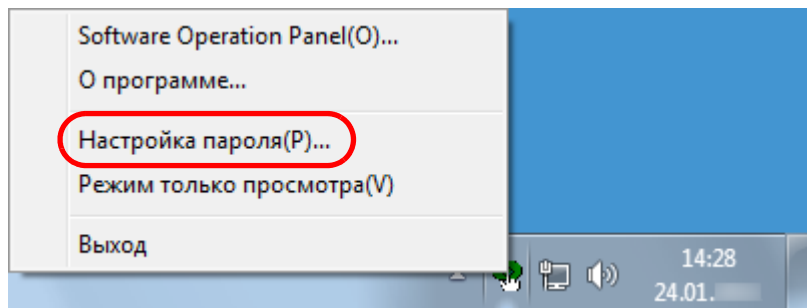 Software Operation Panel(O)...
О программе...
Настройка пароля(P)...
Режим только просмотра(V)
Выход
14:28
24.01.